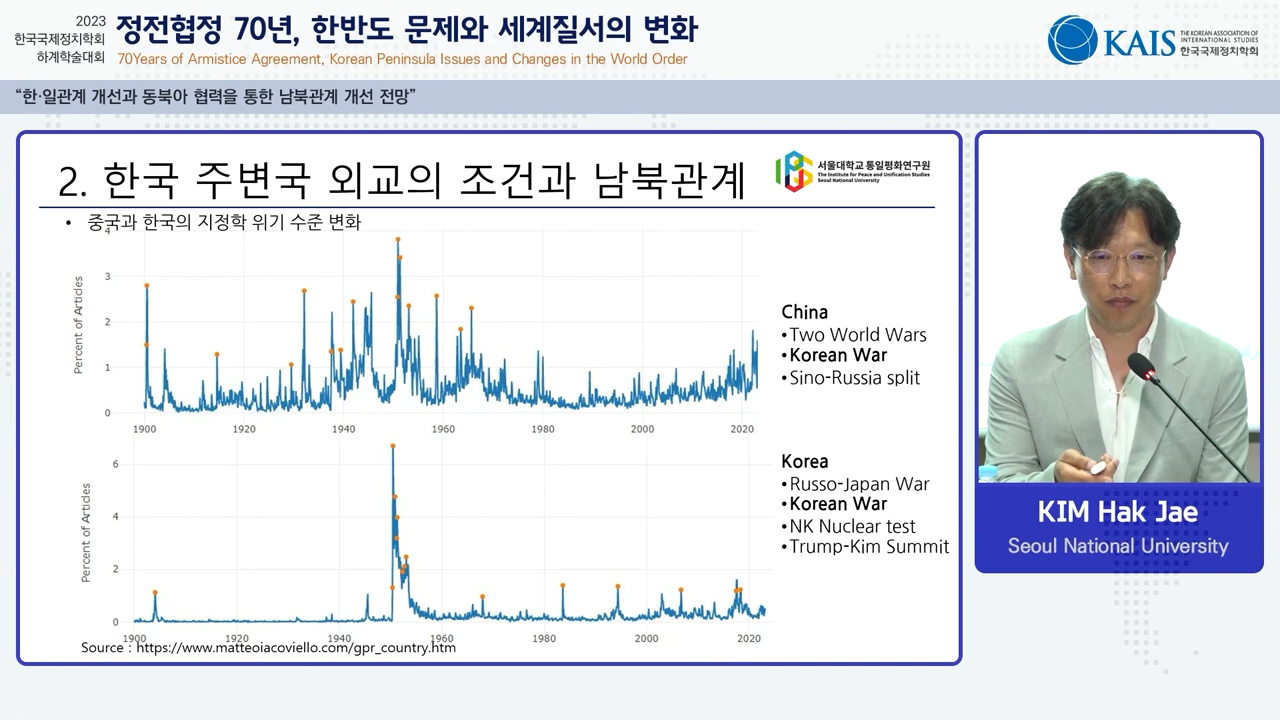 2023
한국국제정치학회
하계학술대회
정전협정 70년, 한반도 문제와 세계질서의 변화
70Years of Armistice Agreement, Korean Peninsula Issues and Changes in the World Order
KAIS
THE KOREAN ASSOCIATION OF
INTERNATIONAL STUDIES
한국국제정치학회
“한·일관계 개선과 동북아 협력을 통한 남북관계 개선 전망”
2. 한국 주변국 외교의 조건과 남북관계
서울대학교 통일평화연구원
The Institute for Peace and Unification Studies
Seoul National University
• 중국과 한국의 지정학 위기 수준 변화
4
3
2
1
0
Percent of Articles
1900 1920 1940 1960 1980 2000 2020
China
•Two World Wars
•Korean War
•Sino-Russia split
6
4
2
0
Percent of Articles
1900 1920 1940 1960 1980 2000 2020
Korea
•Russo-Japan War
•Korean War
•NK Nuclear test
•Trump-Kim Summit
Source : https://www.matteoiacoviello.com/gpr_country.htm
KIM Hak Jae
Seoul National University